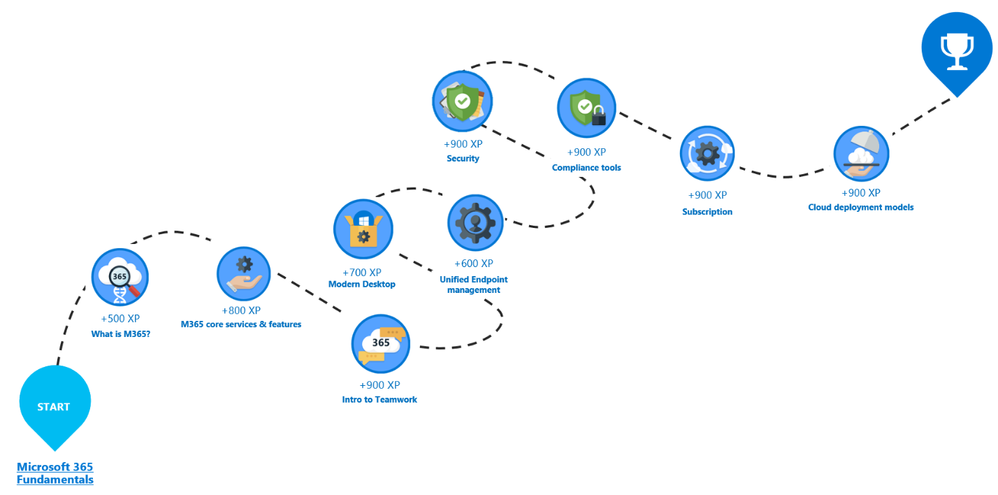 START
Microsoft 365
Fundamentals
365
+500 XP
What is M365?
+800 XP
M365 core services & features
365
+900 XP
Intro to Teamwork
+700 XP
Modern Desktop
+600 XP
Unified Endpoint
management
+900 XP
Security
+900 XP
Compliance tools
+900 XP
Subscription
+900 XP
Cloud deployment models